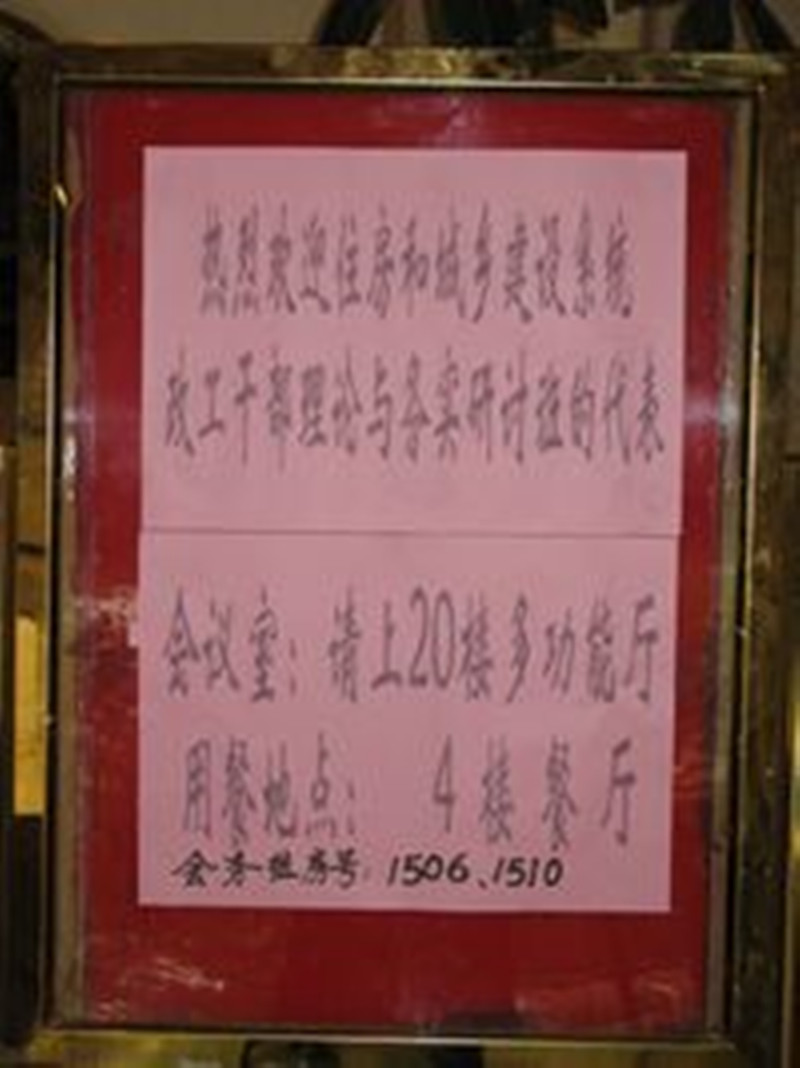 热烈欢迎住房和城乡建设系统
政工干部理论与务实研讨班的代表
会议室：请上20楼多功能厅
用餐地点： 4楼餐厅
会务组房号：1506、1510